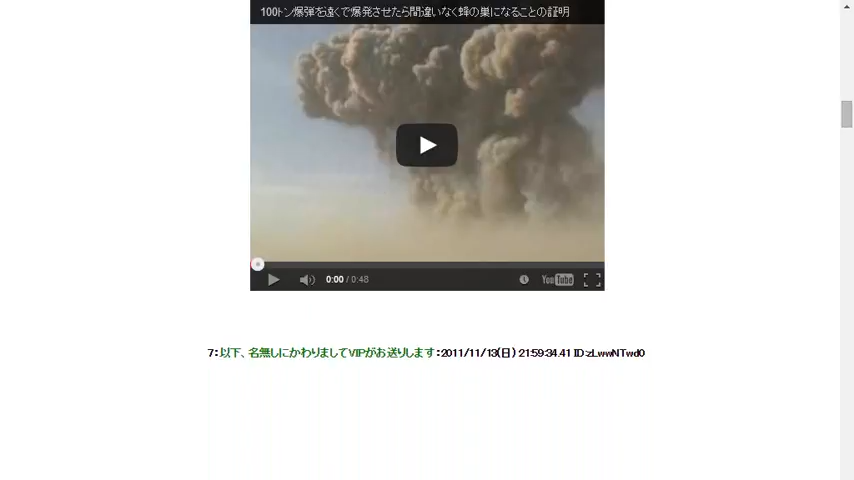 100トン爆弾を遠くで爆発させたら間違いなく蜂の巣になることの証明
0:00 / 0:48
YouTube
7:以下、名無しにかわりましてVIPがお送りします:2011/11/13(日) 21:59:34.41 ID:zLwwNTwd0